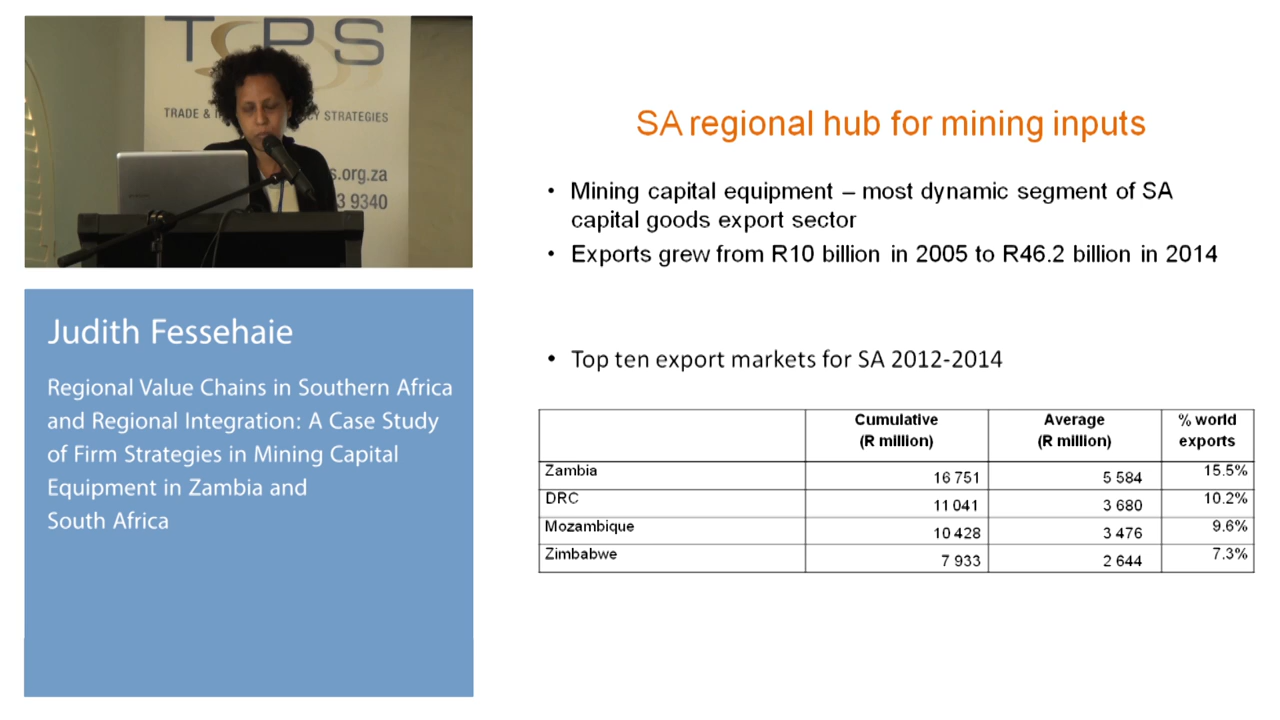 TIPS
TRADE & I CY STRATEGIES
s.org.za
3 9340
Judith Fessehaie
Regional Value Chains in Southern Africa
and Regional Integration: A Case Study
of Firm Strategies in Mining Capital
Equipment in Zambia and
South Africa
SA regional hub for mining inputs
• Mining capital equipment – most dynamic segment of SA
capital goods export sector
• Exports grew from R10 billion in 2005 to R46.2 billion in 2014
• Top ten export markets for SA 2012-2014
Cumulative (R million) Average (R million) % world exports
Zambia 16 751 5 584 15.5%
DRC 11 041 3 680 10.2%
Mozambique 10 428 3 476 9.6%
Zimbabwe 7 933 2 644 7.3%